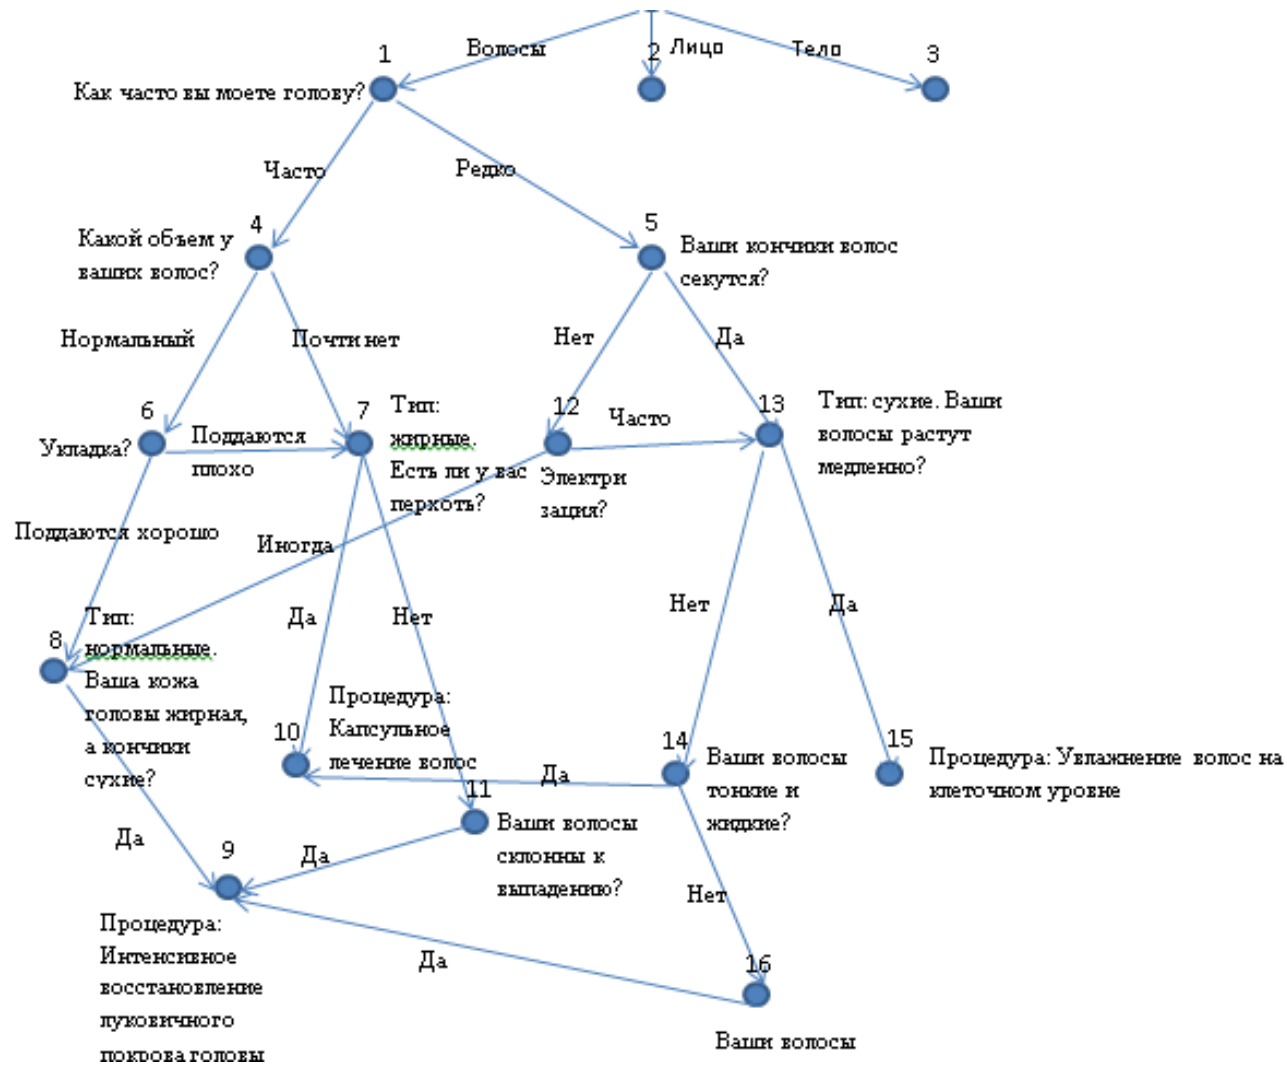 Волосы
Лицо
Тело
1
2
3
Как часто вы моете голову?
Часто
Редко
4
5
Какой объем у
ваших волос?
Ваши кончики волос
секутся?
Нормальный
Почти нет
Нет
Да
6
7
Тип:
жирные.
Есть ли у вас
перхоть?
12
13
Тип: сухие. Ваши
волосы растут
медленно?
Укладка?
Поддаются
плохо
Часто
Электри
зация?
Поддаются хорошо
Иногда
Да
Нет
Нет
Да
8
Тип:
нормальные.
Ваша кожа
головы жирная,
а кончики
сухие?
10
Процедура:
Капсульное
лечение волос
14
Ваши волосы
тонкие и
жидкие?
15
Процедура: Увлажнение волос на
клеточном уровне
Да
11
Ваши волосы
склонны к
выпадению?
Да
Да
9
Нет
Процедура:
Интенсивное
восстановление
луковичного
покрова головы
Да
16
Ваши волосы